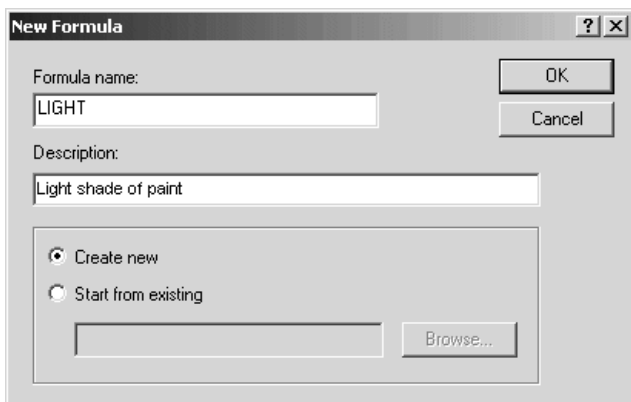 New Formula
Formula name:
OK
LIGHT
Cancel
Description:
Light shade of paint
Create new
Start from existing
Browse...